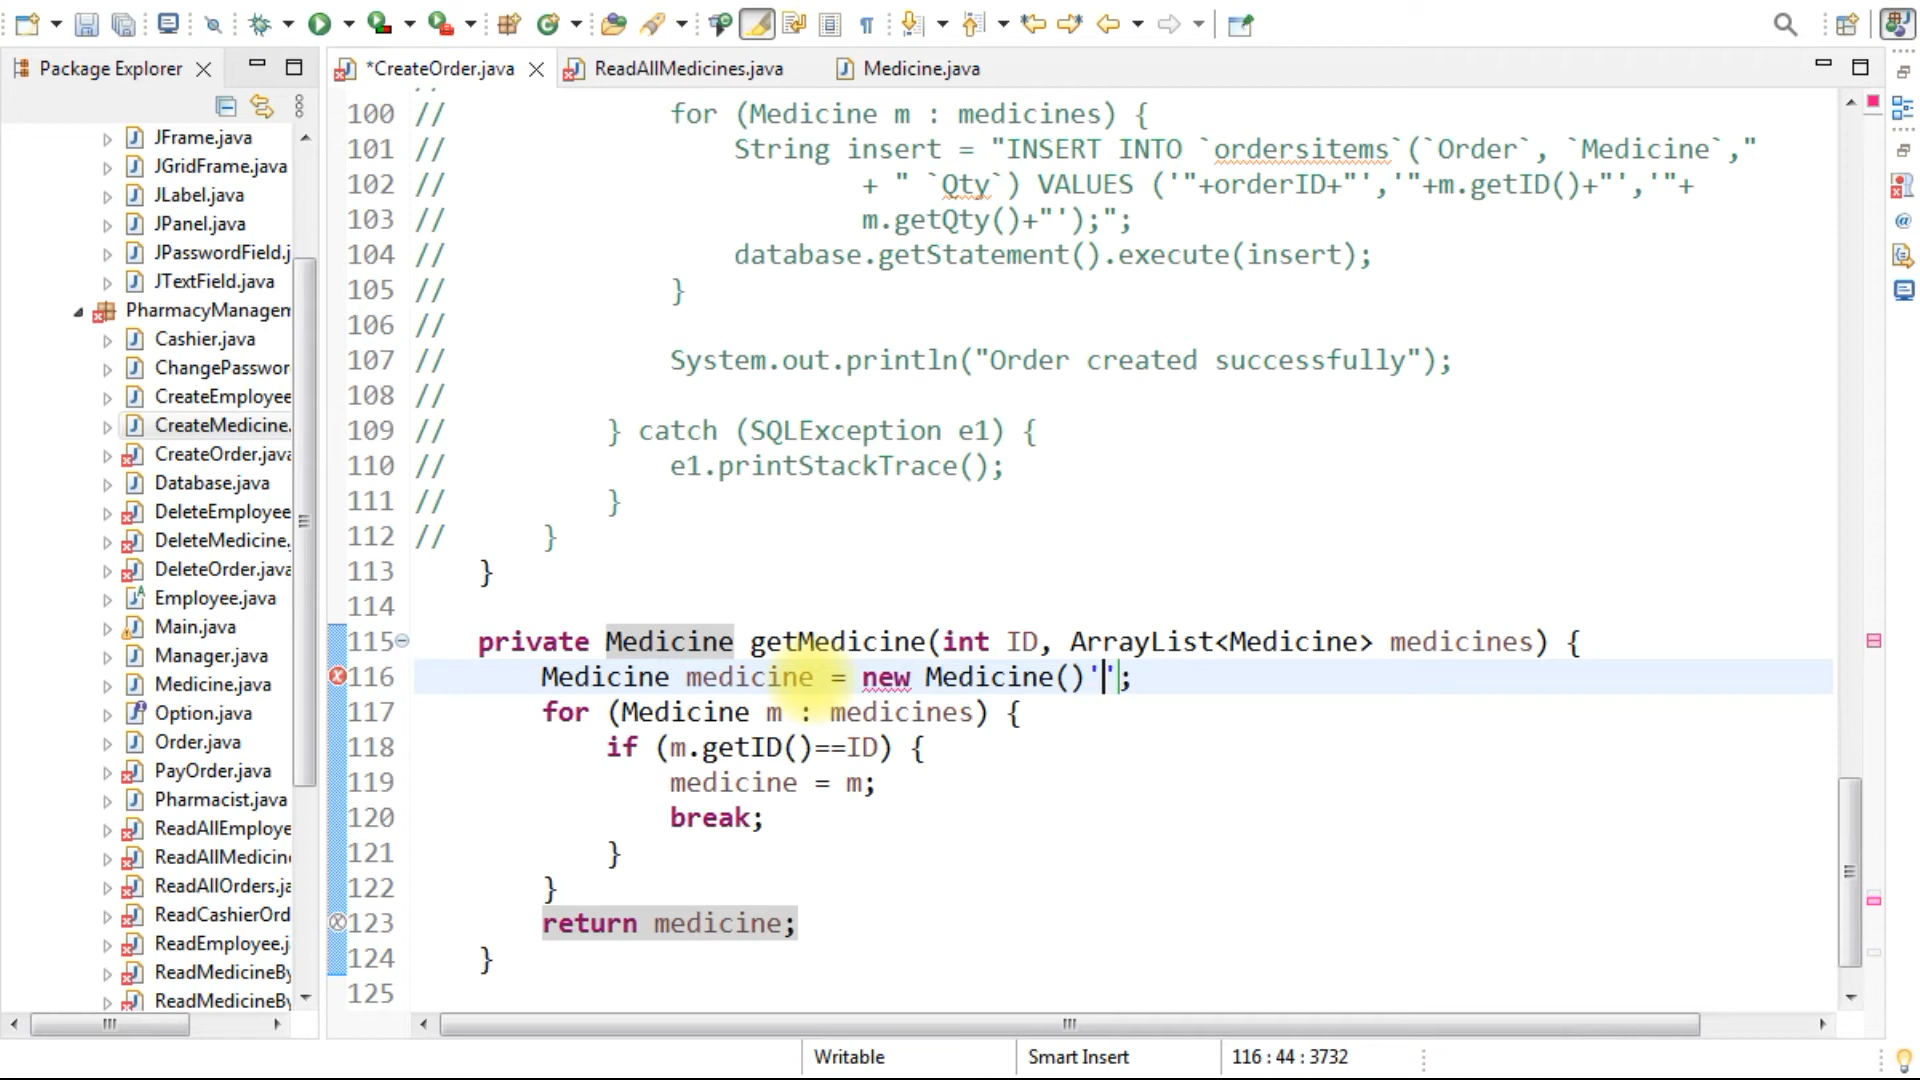 Package Explorer
*CreateOrder.java
ReadAllMedicines.java
Medicine.java
JFrame.java
JGridFrame.java
JLabel.java
JPanel.java
JPasswordField.j
JTextField.java
PharmacyManagem
Cashier.java
ChangePasswor
CreateEmployee
CreateMedicine.
CreateOrder.java
Database.java
DeleteEmployee
DeleteMedicine.
DeleteOrder.java
Employee.java
Main.java
Manager.java
Medicine.java
Option.java
Order.java
PayOrder.java
Pharmacist.java
ReadAllEmploye
ReadAllMedicin
ReadAllOrders.ja
ReadCashierOrd
ReadEmployee.j
ReadMedicineBy
ReadMedicineBy
100 // for (Medicine m : medicines) {
101 // String insert = "INSERT INTO `ordersitems`(`Order`, `Medicine`,"
102 // + " `Qty`) VALUES ('"+orderID+"','"+m.getID()+"','"+
103 // m.getQty()+"');";
104 // database.getStatement().execute(insert);
105 // }
106 //
107 // System.out.println("Order created successfully");
108 //
109 // } catch (SQLException e1) {
110 // e1.printStackTrace();
111 // }
112 // }
113 }
114
115 private Medicine getMedicine(int ID, ArrayList<Medicine> medicines) {
116 Medicine medicine = new Medicine()'';
117 for (Medicine m : medicines) {
118 if (m.getID()==ID) {
119 medicine = m;
120 break;
121 }
122 }
123 return medicine;
124 }
125
Writable
Smart Insert
116 : 44 : 3732